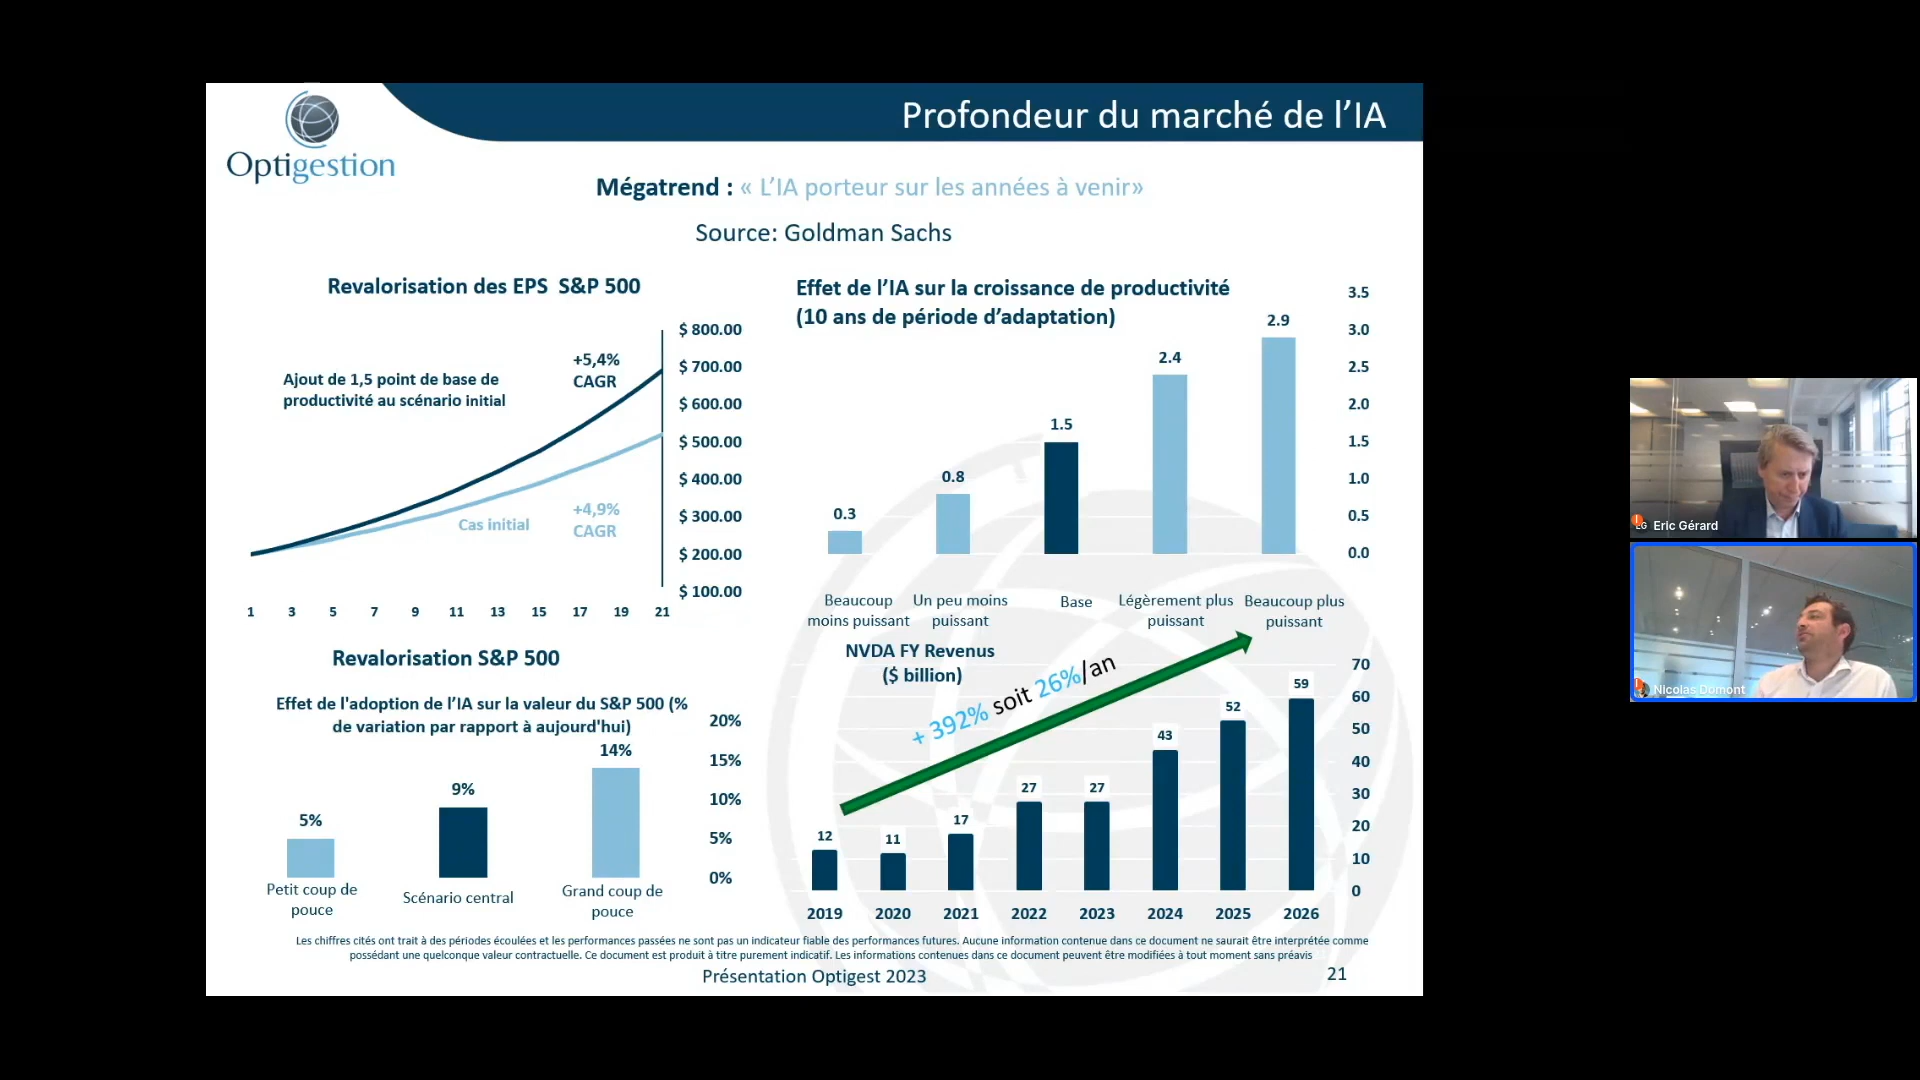 Optigestion
Profondeur du marché de l’IA
Mégatrend : « L’IA porteur sur les années à venir»
Source: Goldman Sachs
Revalorisation des EPS S&P 500
Ajout de 1,5 point de base de
productivité au scénario initial
+5,4%
CAGR
Cas initial
+4,9%
CAGR
$ 800.00
$ 700.00
$ 600.00
$ 500.00
$ 400.00
$ 300.00
$ 200.00
$ 100.00
1 3 5 7 9 11 13 15 17 19 21
Effet de l’IA sur la croissance de productivité
(10 ans de période d’adaptation)
0.3
0.8
1.5
2.4
2.9
3.5
3.0
2.5
2.0
1.5
1.0
0.5
0.0
Beaucoup
moins puissant
Un peu moins
puissant
Base
Légèrement plus
puissant
Beaucoup plus
puissant
Revalorisation S&P 500
Effet de l'adoption de l’IA sur la valeur du S&P 500 (%
de variation par rapport à aujourd'hui)
5%
9%
14%
20%
15%
10%
5%
0%
Petit coup de
pouce
Scénario central
Grand coup de
pouce
NVDA FY Revenus
($ billion)
+ 392% soit 26%/an
12
11
17
27
27
43
52
59
70
60
50
40
30
20
10
0
2019 2020 2021 2022 2023 2024 2025 2026
Les chiffres cités ont trait à des périodes écoulées et les performances passées ne sont pas un indicateur fiable des performances futures. Aucune information contenue dans ce document ne saurait être interprétée comme
possédant une quelconque valeur contractuelle. Ce document est produit à titre purement indicatif. Les informations contenues dans ce document peuvent être modifiées à tout moment sans préavis
Présentation Optigest 2023
21
EG Eric Gérard
Nicolas Domont